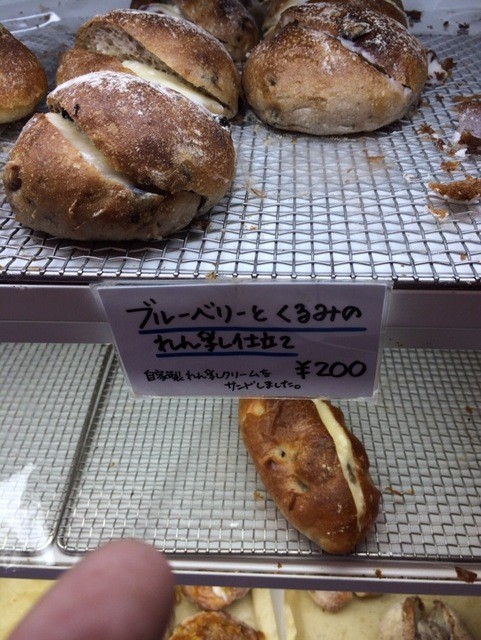 ブルーベリーと くるみの
れん乳仕立て
自家製れん乳クリームを
サンドしました。
¥200